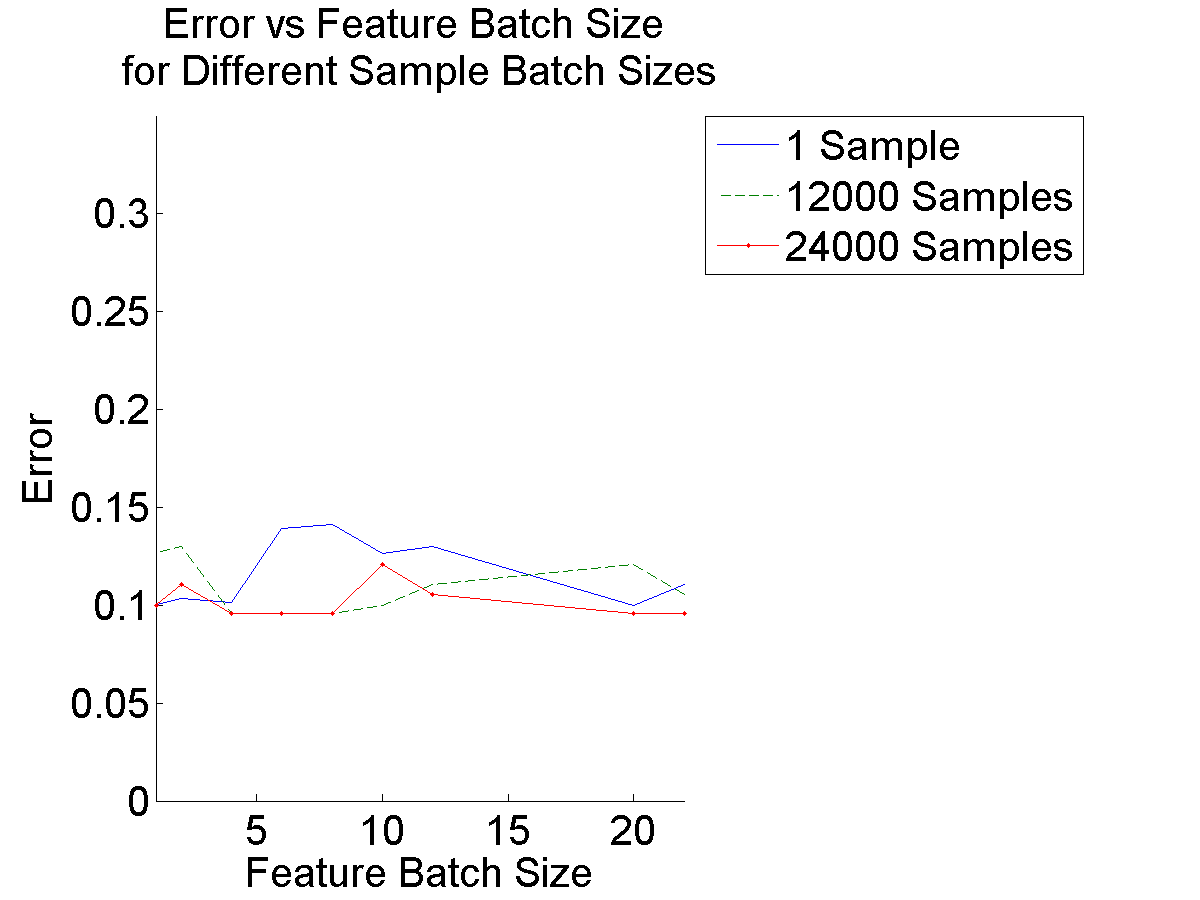 Error vs Feature Batch Size
for Different Sample Batch Sizes
1 Sample
12000 Samples
24000 Samples
0.3
0.25
0.2
0.15
0.1
0.05
0
Error
5 10 15 20
Feature Batch Size